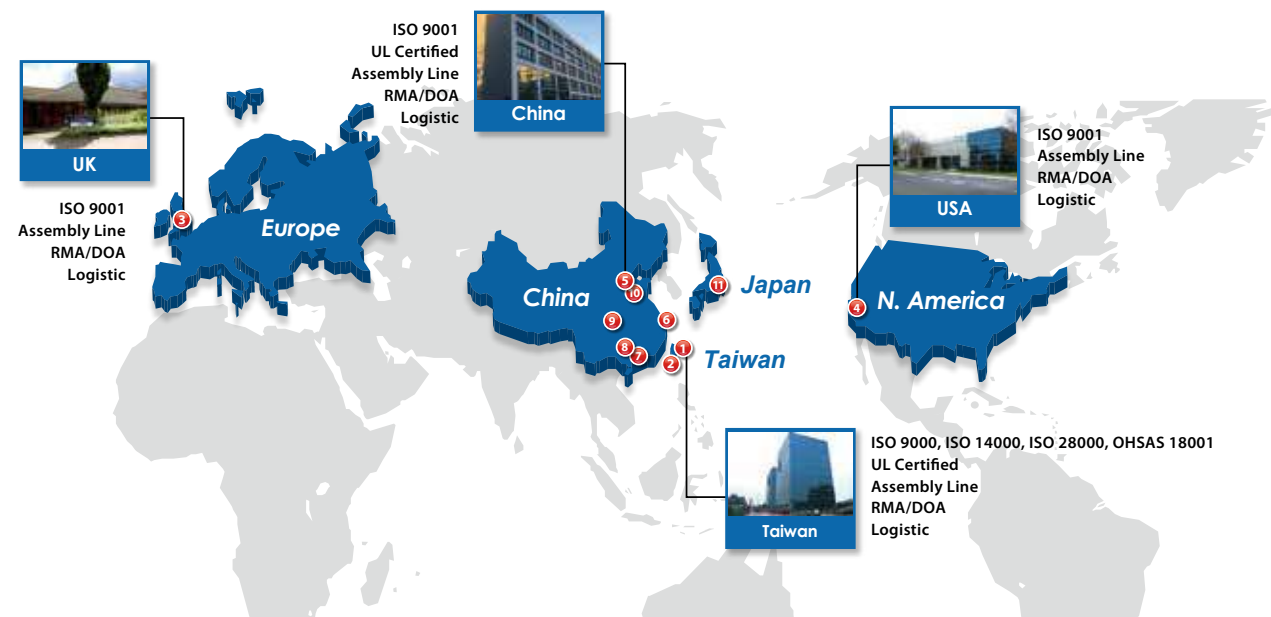 ISO 9001
UL Certified
Assembly Line
RMA/DOA
Logistic
China
UK
ISO 9001
Assembly Line
RMA/DOA
Logistic
USA
ISO 9001
Assembly Line
RMA/DOA
Logistic
3
Europe
China
5
10
9
6
8
7
1
2
11
Japan
Taiwan
4
N. America
Taiwan
ISO 9000, ISO 14000, ISO 28000, OHSAS 18001
UL Certified
Assembly Line
RMA/DOA
Logistic